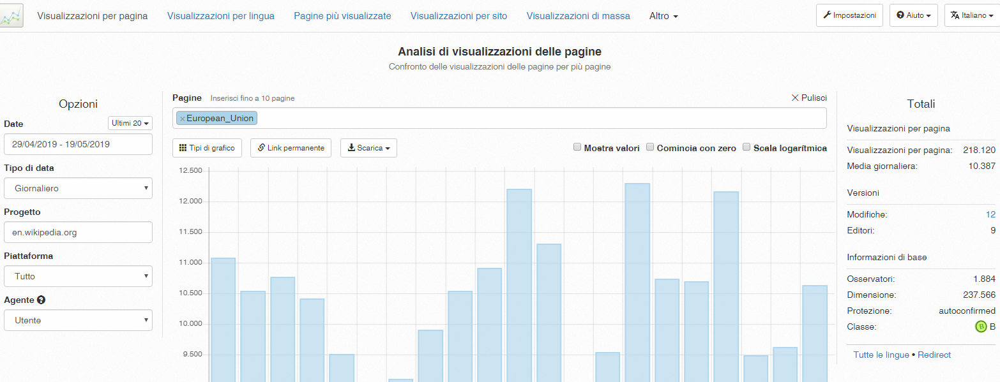 Visualizzazioni per pagina Visualizzazioni per lingua Pagine più visualizzate Visualizzazioni per sito Visualizzazioni di massa Altro Impostazioni Aiuto Italiano
Analisi di visualizzazioni delle pagine
Confronto delle visualizzazioni delle pagine per più pagine
Opzioni
Date Ultimi 20
29/04/2019 - 19/05/2019
Tipo di data
Giornaliero
Progetto
en.wikipedia.org
Piattaforma
Tutto
Agente
Utente
Pagine Inserisci fino a 10 pagine Pulisci
×European_Union
Tipi di grafico Link permanente Scarica Mostra valori Comincia con zero Scala logarítmica
12.500
12.000
11.500
11.000
10.500
10.000
9.500
Totali
Visualizzazioni per pagina
Visualizzazioni per pagina: 218.120
Media giornaliera: 10.387
Versioni
Modifiche: 12
Editori: 9
Informazioni di base
Osservatori: 1.884
Dimensione: 237.566
Protezione: autoconfirmed
Classe: B B
Tutte le lingue • Redirect